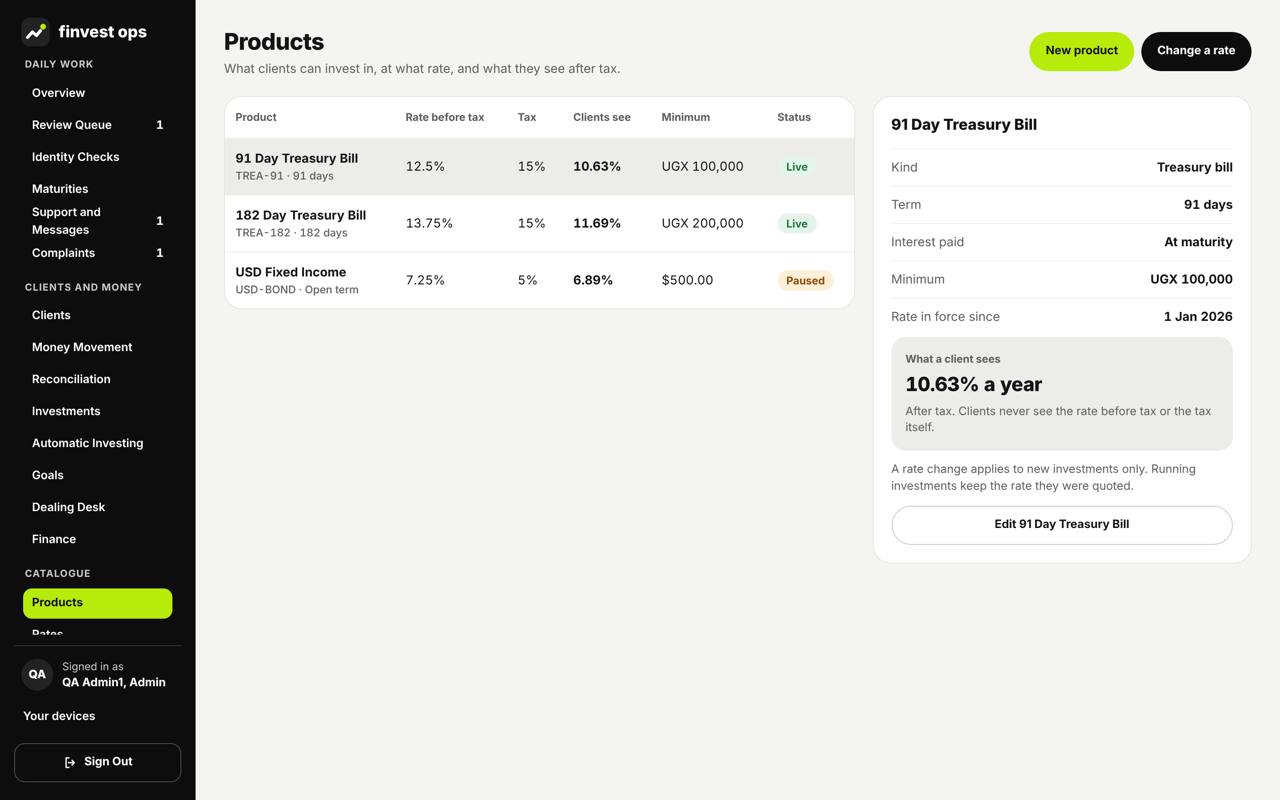 finvest ops
DAILY WORK
Overview
Review Queue 1
Identity Checks
Maturities
Support and
Messages 1
Complaints 1
CLIENTS AND MONEY
Clients
Money Movement
Reconciliation
Investments
Automatic Investing
Goals
Dealing Desk
Finance
CATALOGUE
Products
Rates
QA
Signed in as
QA Admin1, Admin
Your devices
Sign Out
Products
What clients can invest in, at what rate, and what they see after tax.
New product
Change a rate
Product Rate before tax Tax Clients see Minimum Status
91 Day Treasury Bill 12.5% 15% 10.63% UGX 100,000 Live
TREA-91 · 91 days
182 Day Treasury Bill 13.75% 15% 11.69% UGX 200,000 Live
TREA-182 · 182 days
USD Fixed Income 7.25% 5% 6.89% $500.00 Paused
USD-BOND · Open term
91 Day Treasury Bill
Kind Treasury bill
Term 91 days
Interest paid At maturity
Minimum UGX 100,000
Rate in force since 1 Jan 2026
What a client sees
10.63% a year
After tax. Clients never see the rate before tax or the tax
itself.
A rate change applies to new investments only. Running
investments keep the rate they were quoted.
Edit 91 Day Treasury Bill